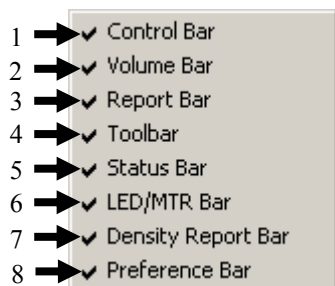 1 Control Bar
2 Volume Bar
3 Report Bar
4 Toolbar
5 Status Bar
6 LED/MTR Bar
7 Density Report Bar
8 Preference Bar